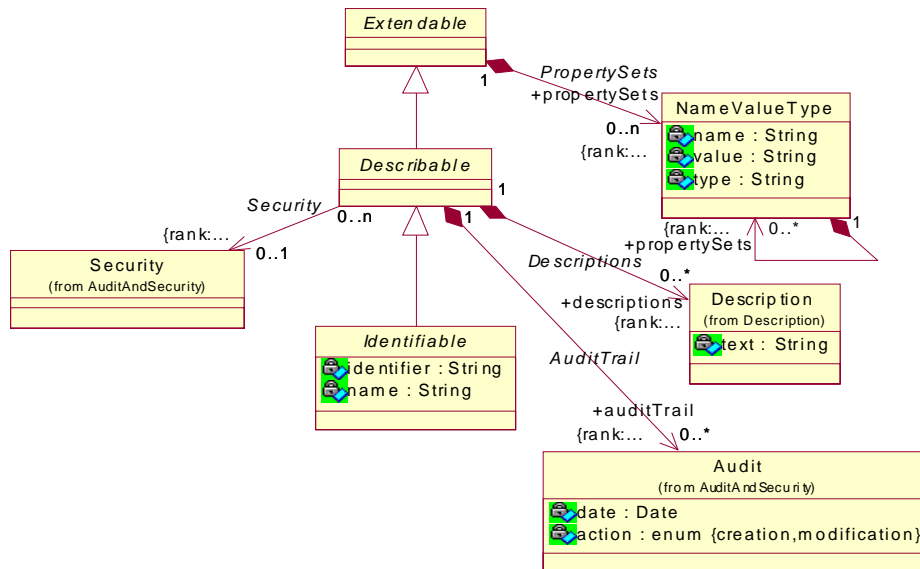 Extendable
1
PropertySets
+propertySets
0..n
{rank:...
NameValueType
name : String
value : String
type : String
Describable
1
Security
0..n
1
{rank:...
0..1
{rank:...
0..*
1
+propertySets
Security
(from AuditAndSecurity)
Descriptions
0..*
+descriptions
{rank:...
Description
(from Description)
text : String
Identifiable
identifier : String
name : String
AuditTrail
+auditTrail
{rank:...
0..*
Audit
(from AuditAndSecurity)
date : Date
action : enum {creation,modification}